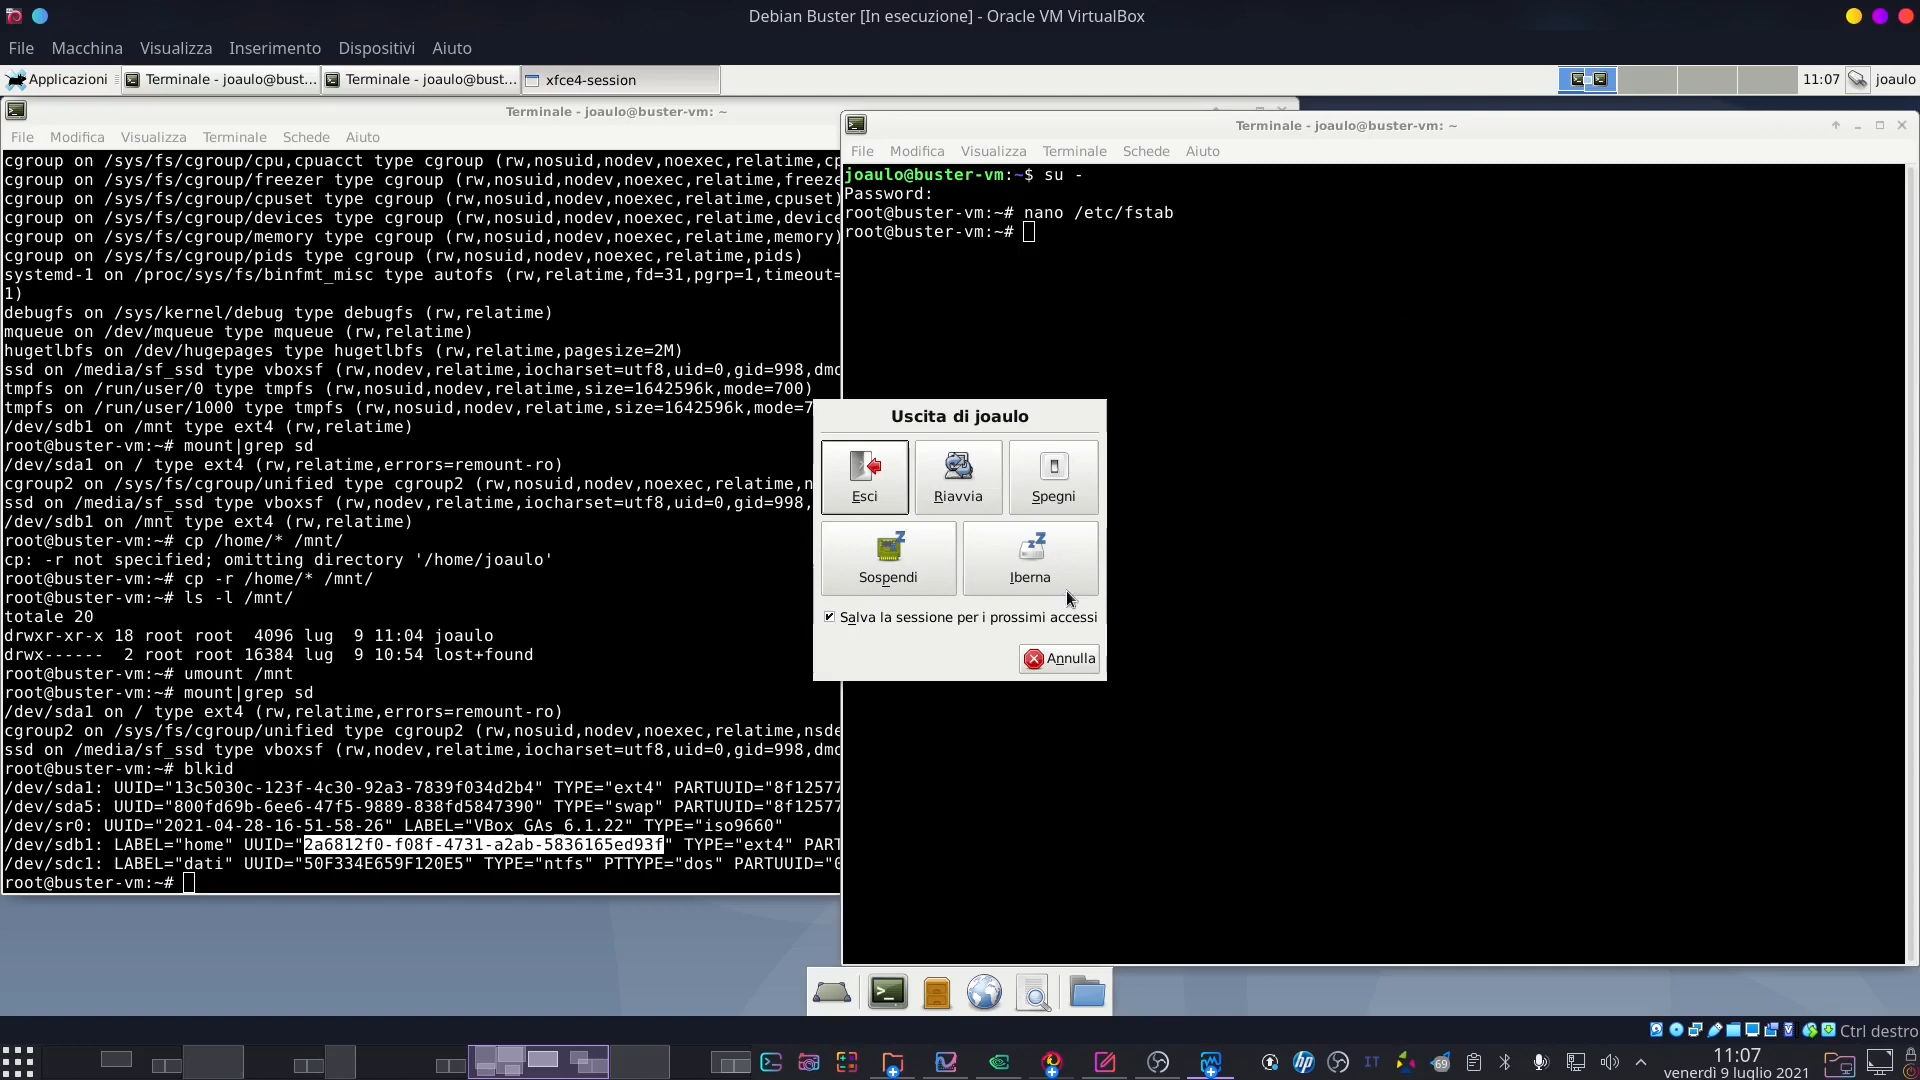 Debian Buster [In esecuzione] - Oracle VM VirtualBox
File Macchina Visualizza Inserimento Dispositivi Aiuto
Applicazioni Terminale - joaulo@bust... Terminale - joaulo@bust... xfce4-session 11:07 joaulo
Terminale - joaulo@buster-vm: ~
File Modifica Visualizza Terminale Schede Aiuto
cgroup on /sys/fs/cgroup/cpu,cpuacct type cgroup (rw,nosuid,nodev,noexec,relatime,cp
cgroup on /sys/fs/cgroup/freezer type cgroup (rw,nosuid,nodev,noexec,relatime,freeze
cgroup on /sys/fs/cgroup/cpuset type cgroup (rw,nosuid,nodev,noexec,relatime,cpuset)
cgroup on /sys/fs/cgroup/devices type cgroup (rw,nosuid,nodev,noexec,relatime,device
cgroup on /sys/fs/cgroup/memory type cgroup (rw,nosuid,nodev,noexec,relatime,memory)
cgroup on /sys/fs/cgroup/pids type cgroup (rw,nosuid,nodev,noexec,relatime,pids)
systemd-1 on /proc/sys/fs/binfmt_misc type autofs (rw,relatime,fd=31,pgrp=1,timeout=
1)
debugfs on /sys/kernel/debug type debugfs (rw,relatime)
mqueue on /dev/mqueue type mqueue (rw,relatime)
hugetlbfs on /dev/hugepages type hugetlbfs (rw,relatime,pagesize=2M)
ssd on /media/sf_ssd type vboxsf (rw,nodev,relatime,iocharset=utf8,uid=0,gid=998,dmo
tmpfs on /run/user/0 type tmpfs (rw,nosuid,nodev,relatime,size=1642596k,mode=700)
tmpfs on /run/user/1000 type tmpfs (rw,nosuid,nodev,relatime,size=1642596k,mode=7
/dev/sdb1 on /mnt type ext4 (rw,relatime)
root@buster-vm:~# mount|grep sd
/dev/sda1 on / type ext4 (rw,relatime,errors=remount-ro)
cgroup2 on /sys/fs/cgroup/unified type cgroup2 (rw,nosuid,nodev,noexec,relatime,n
ssd on /media/sf_ssd type vboxsf (rw,nodev,relatime,iocharset=utf8,uid=0,gid=998,
/dev/sdb1 on /mnt type ext4 (rw,relatime)
root@buster-vm:~# cp /home/* /mnt/
cp: -r not specified; omitting directory '/home/joaulo'
root@buster-vm:~# cp -r /home/* /mnt/
root@buster-vm:~# ls -l /mnt/
totale 20
drwxr-xr-x 18 root root  4096 lug  9 11:04 joaulo
drwx------  2 root root 16384 lug  9 10:54 lost+found
root@buster-vm:~# umount /mnt
root@buster-vm:~# mount|grep sd
/dev/sda1 on / type ext4 (rw,relatime,errors=remount-ro)
cgroup2 on /sys/fs/cgroup/unified type cgroup2 (rw,nosuid,nodev,noexec,relatime,nsde
ssd on /media/sf_ssd type vboxsf (rw,nodev,relatime,iocharset=utf8,uid=0,gid=998,dmo
root@buster-vm:~# blkid
/dev/sda1: UUID="13c5030c-123f-4c30-92a3-7839f034d2b4" TYPE="ext4" PARTUUID="8f12577
/dev/sda5: UUID="800fd69b-6ee6-47f5-9889-838fd5847390" TYPE="swap" PARTUUID="8f12577
/dev/sr0: UUID="2021-04-28-16-51-58-26" LABEL="VBox_GAs_6.1.22" TYPE="iso9660"
/dev/sdb1: LABEL="home" UUID="2a6812f0-f08f-4731-a2ab-5836165ed93f" TYPE="ext4" PART
/dev/sdc1: LABEL="dati" UUID="50F334E659F120E5" TYPE="ntfs" PTTYPE="dos" PARTUUID="0
root@buster-vm:~#
Terminale - joaulo@buster-vm: ~
File Modifica Visualizza Terminale Schede Aiuto
joaulo@buster-vm:~$ su -
Password:
root@buster-vm:~# nano /etc/fstab
root@buster-vm:~#
Uscita di joaulo
Esci Riavvia Spegni
Sospendi Iberna
Salva la sessione per i prossimi accessi
Annulla
Ctrl destro
IT 69 11:07
venerdì 9 luglio 2021